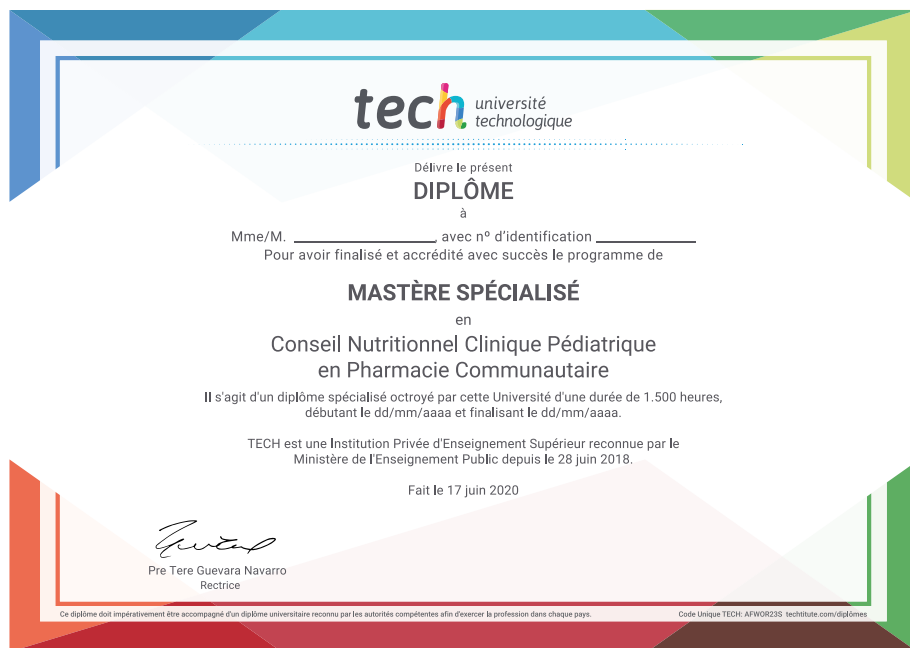 tech université
technologique
Délivre le présent
DIPLÔME
à
Mme/M. ____________, avec nº d'identification ____________
Pour avoir finalisé et accrédité avec succès le programme de
MASTÈRE SPÉCIALISÉ
en
Conseil Nutritionnel Clinique Pédiatrique
en Pharmacie Communautaire
Il s'agit d'un diplôme spécialisé octroyé par cette Université d'une durée de 1.500 heures,
débutant le dd/mm/aaaa et finalisant le dd/mm/aaaa.
TECH est une Institution Privée d'Enseignement Supérieur reconnue par le
Ministère de l'Enseignement Public depuis le 28 juin 2018.
Fait le 17 juin 2020
Pre Tere Guevara Navarro
Rectrice
Ce diplôme doit impérativement être accompagné d'un diplôme universitaire reconnu par les autorités compétentes afin d'exercer la profession dans chaque pays.
Code Unique TECH: AFWOR23S techtitute.com/diplômes